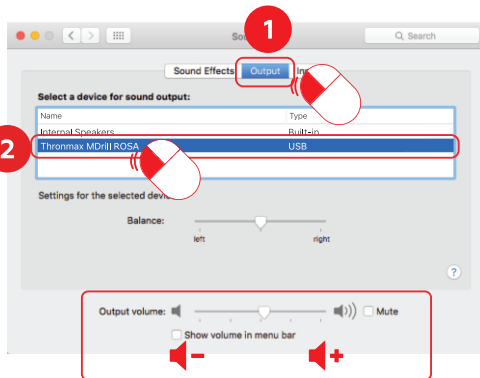 1
Search
Sound Effects Output
Select a device for sound output:
Name Type
Internal Speakers Built-in
2
Thronmax MDrill ROSA USB
Settings for the selected
Balance:
left right
?
Output volume: Mute
Show volume in menu bar
- +